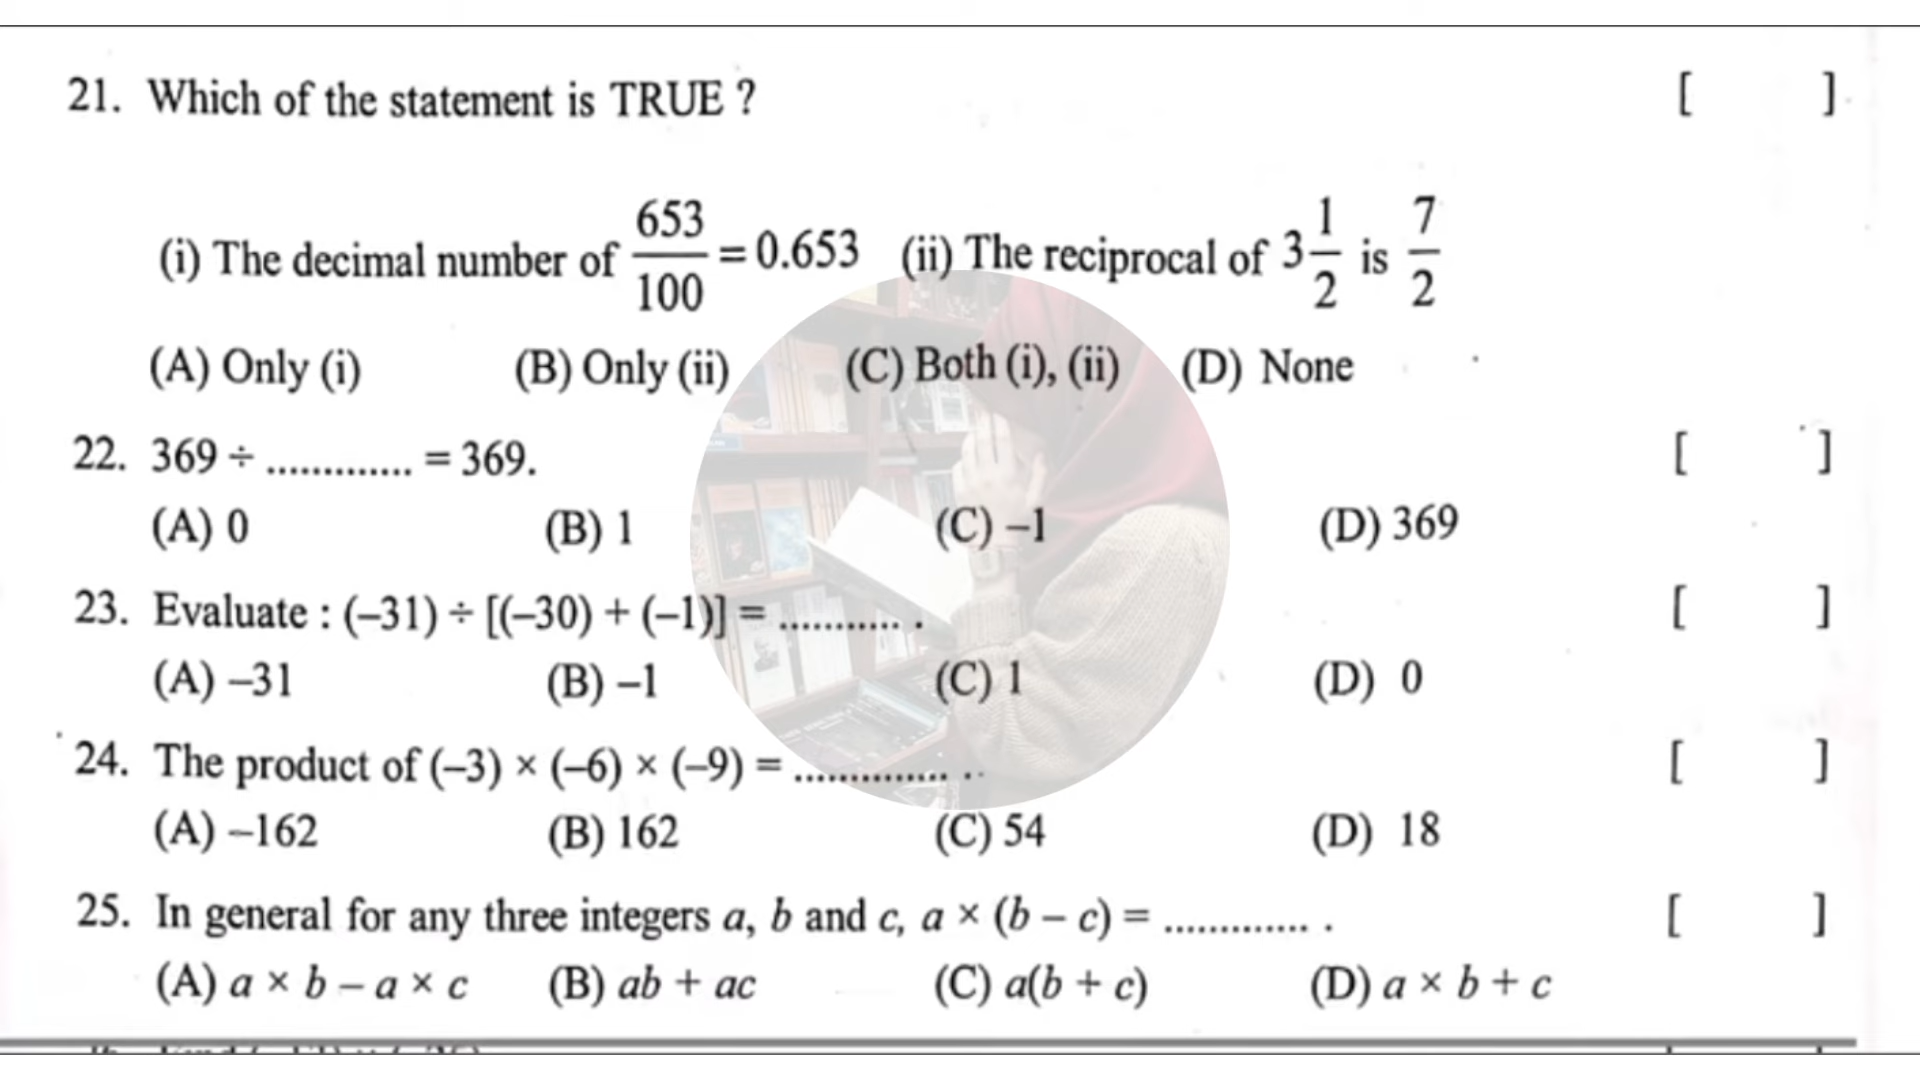 21. Which of the statement is TRUE ? [ ]
(i) The decimal number of 653/100 = 0.653 (ii) The reciprocal of 3 1/2 is 7/2
(A) Only (i) (B) Only (ii) (C) Both (i), (ii) (D) None
22. 369 ÷ ............. = 369. [ ]
(A) 0 (B) 1 (C) –1 (D) 369
23. Evaluate : (–31) ÷ [(–30) + (–1)] = ........... . [ ]
(A) –31 (B) –1 (C) 1 (D) 0
24. The product of (–3) × (–6) × (–9) = .............. . [ ]
(A) –162 (B) 162 (C) 54 (D) 18
25. In general for any three integers a, b and c, a × (b – c) = ............. . [ ]
(A) a × b – a × c (B) ab + ac (C) a(b + c) (D) a × b + c